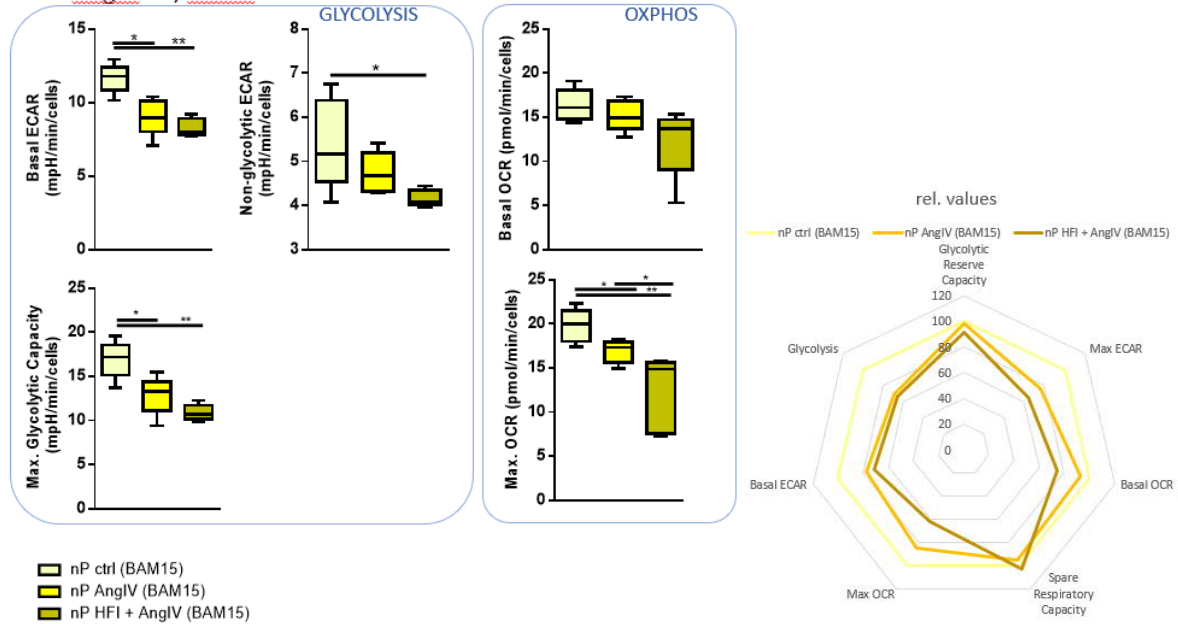 GLYCOLYSIS
OXPHOS
15
10
5
0
Basal ECAR
(mpH/min/cells)
*
**
8
7
6
5
4
3
Non-glycolytic ECAR
(mpH/min/cells)
*
25
20
15
10
5
0
Basal OCR (pmol/min/cells)
25
20
15
10
5
0
Max. Glycolytic Capacity
(mpH/min/cells)
*
**
25
20
15
10
5
0
Max. OCR (pmol/min/cells)
*
*
**
nP ctrl (BAM15)
nP AngIV (BAM15)
nP HFI + AngIV (BAM15)
rel. values
nP ctrl (BAM15)
nP AngIV (BAM15)
nP HFI + AngIV (BAM15)
Glycolytic
Reserve
Capacity
120
100
80
60
40
20
0
Max ECAR
Basal OCR
Spare
Respiratory
Capacity
Max OCR
Basal ECAR
Glycolysis